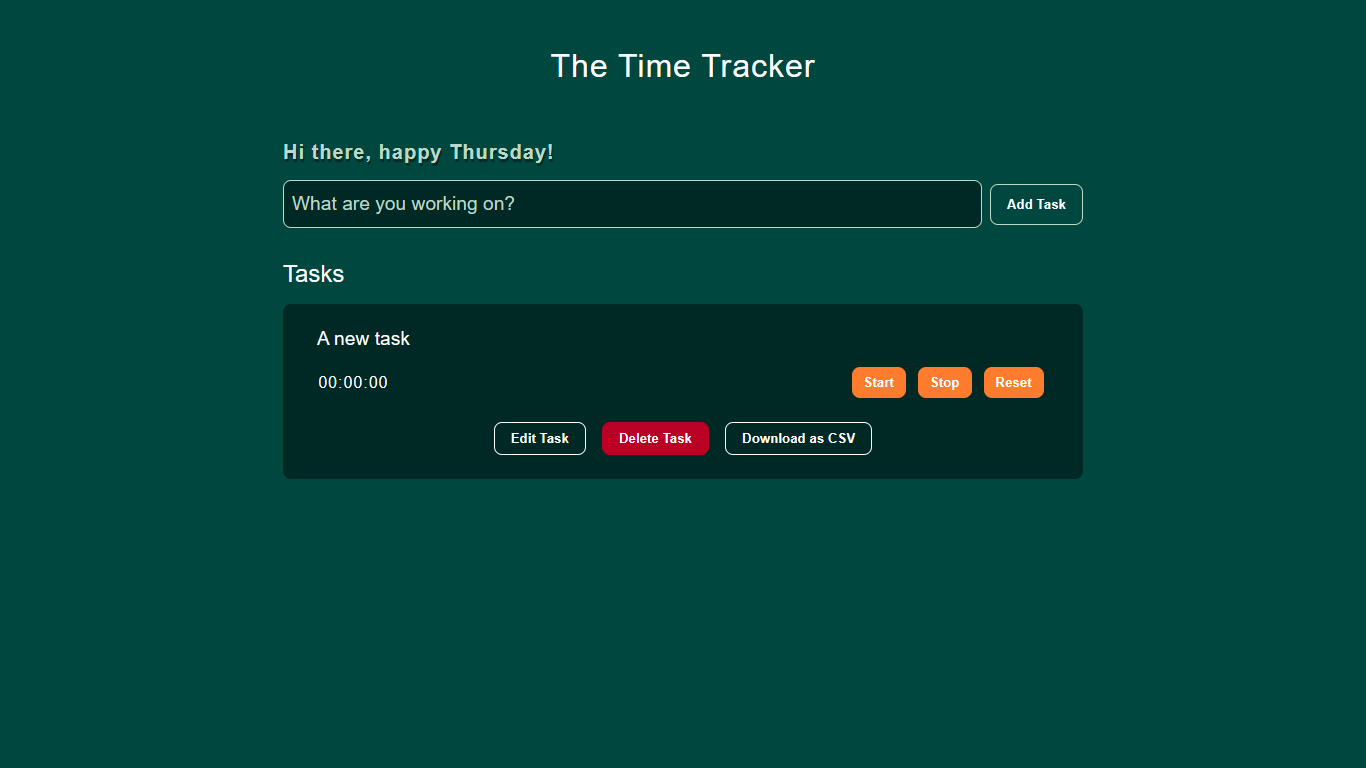 The Time Tracker
Hi there, happy Thursday!
What are you working on?
Add Task
Tasks
A new task
00:00:00
Start
Stop
Reset
Edit Task
Delete Task
Download as CSV